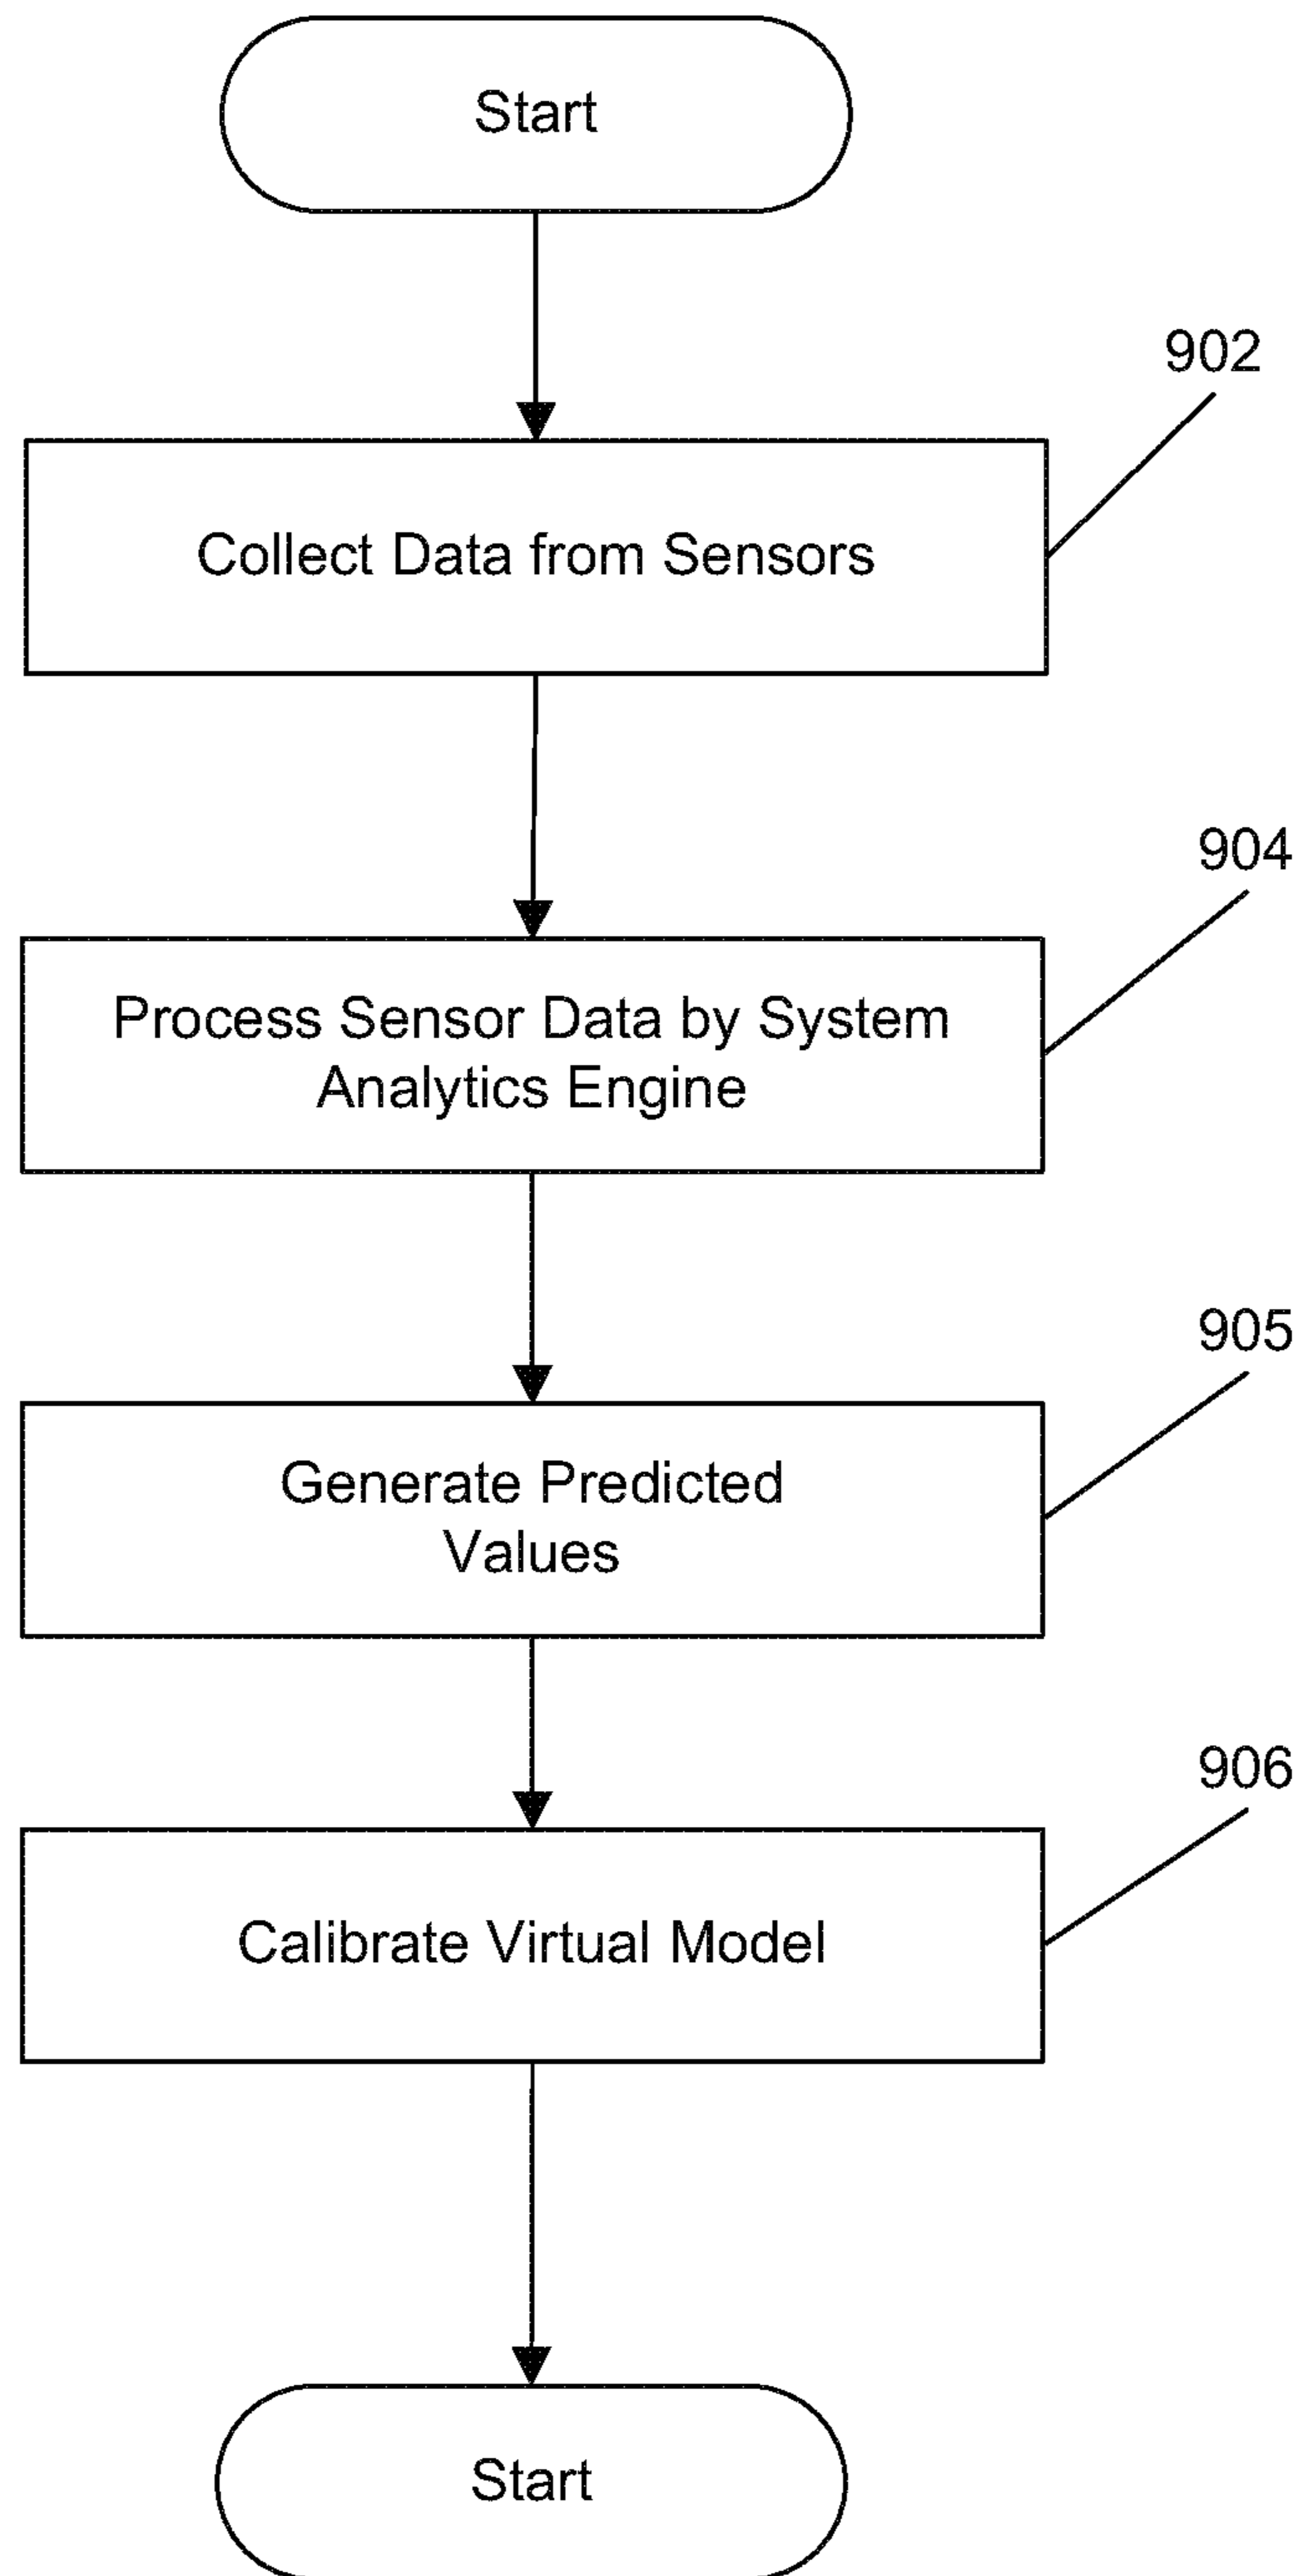 Start
902
Collect Data from Sensors
904
Process Sensor Data by System
Analytics Engine
905
Generate Predicted
Values
906
Calibrate Virtual Model
Start